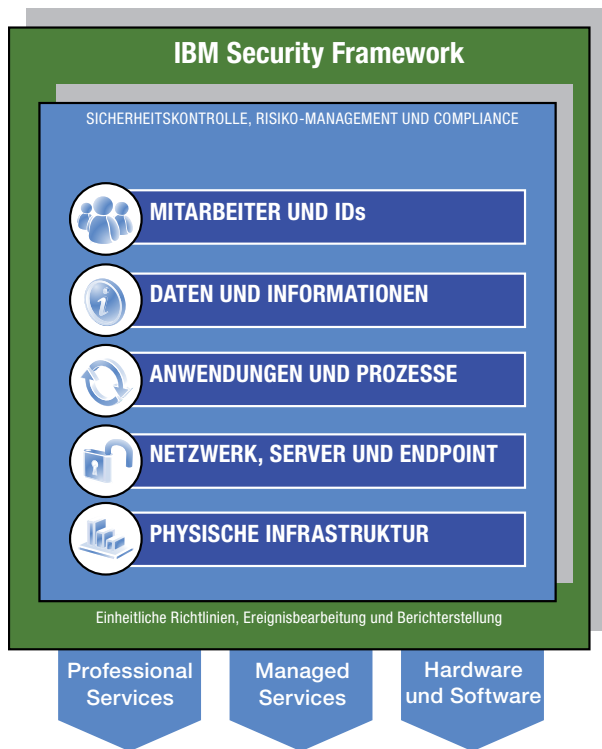 IBM Security Framework
SICHERHEITSKONTROLLE, RISIKO-MANAGEMENT UND COMPLIANCE
MITARBEITER UND IDs
DATEN UND INFORMATIONEN
ANWENDUNGEN UND PROZESSE
NETZWERK, SERVER UND ENDPOINT
PHYSISCHE INFRASTRUKTUR
Einheitliche Richtlinien, Ereignisbearbeitung und Berichterstellung
Professional
Services
Managed
Services
Hardware
und Software